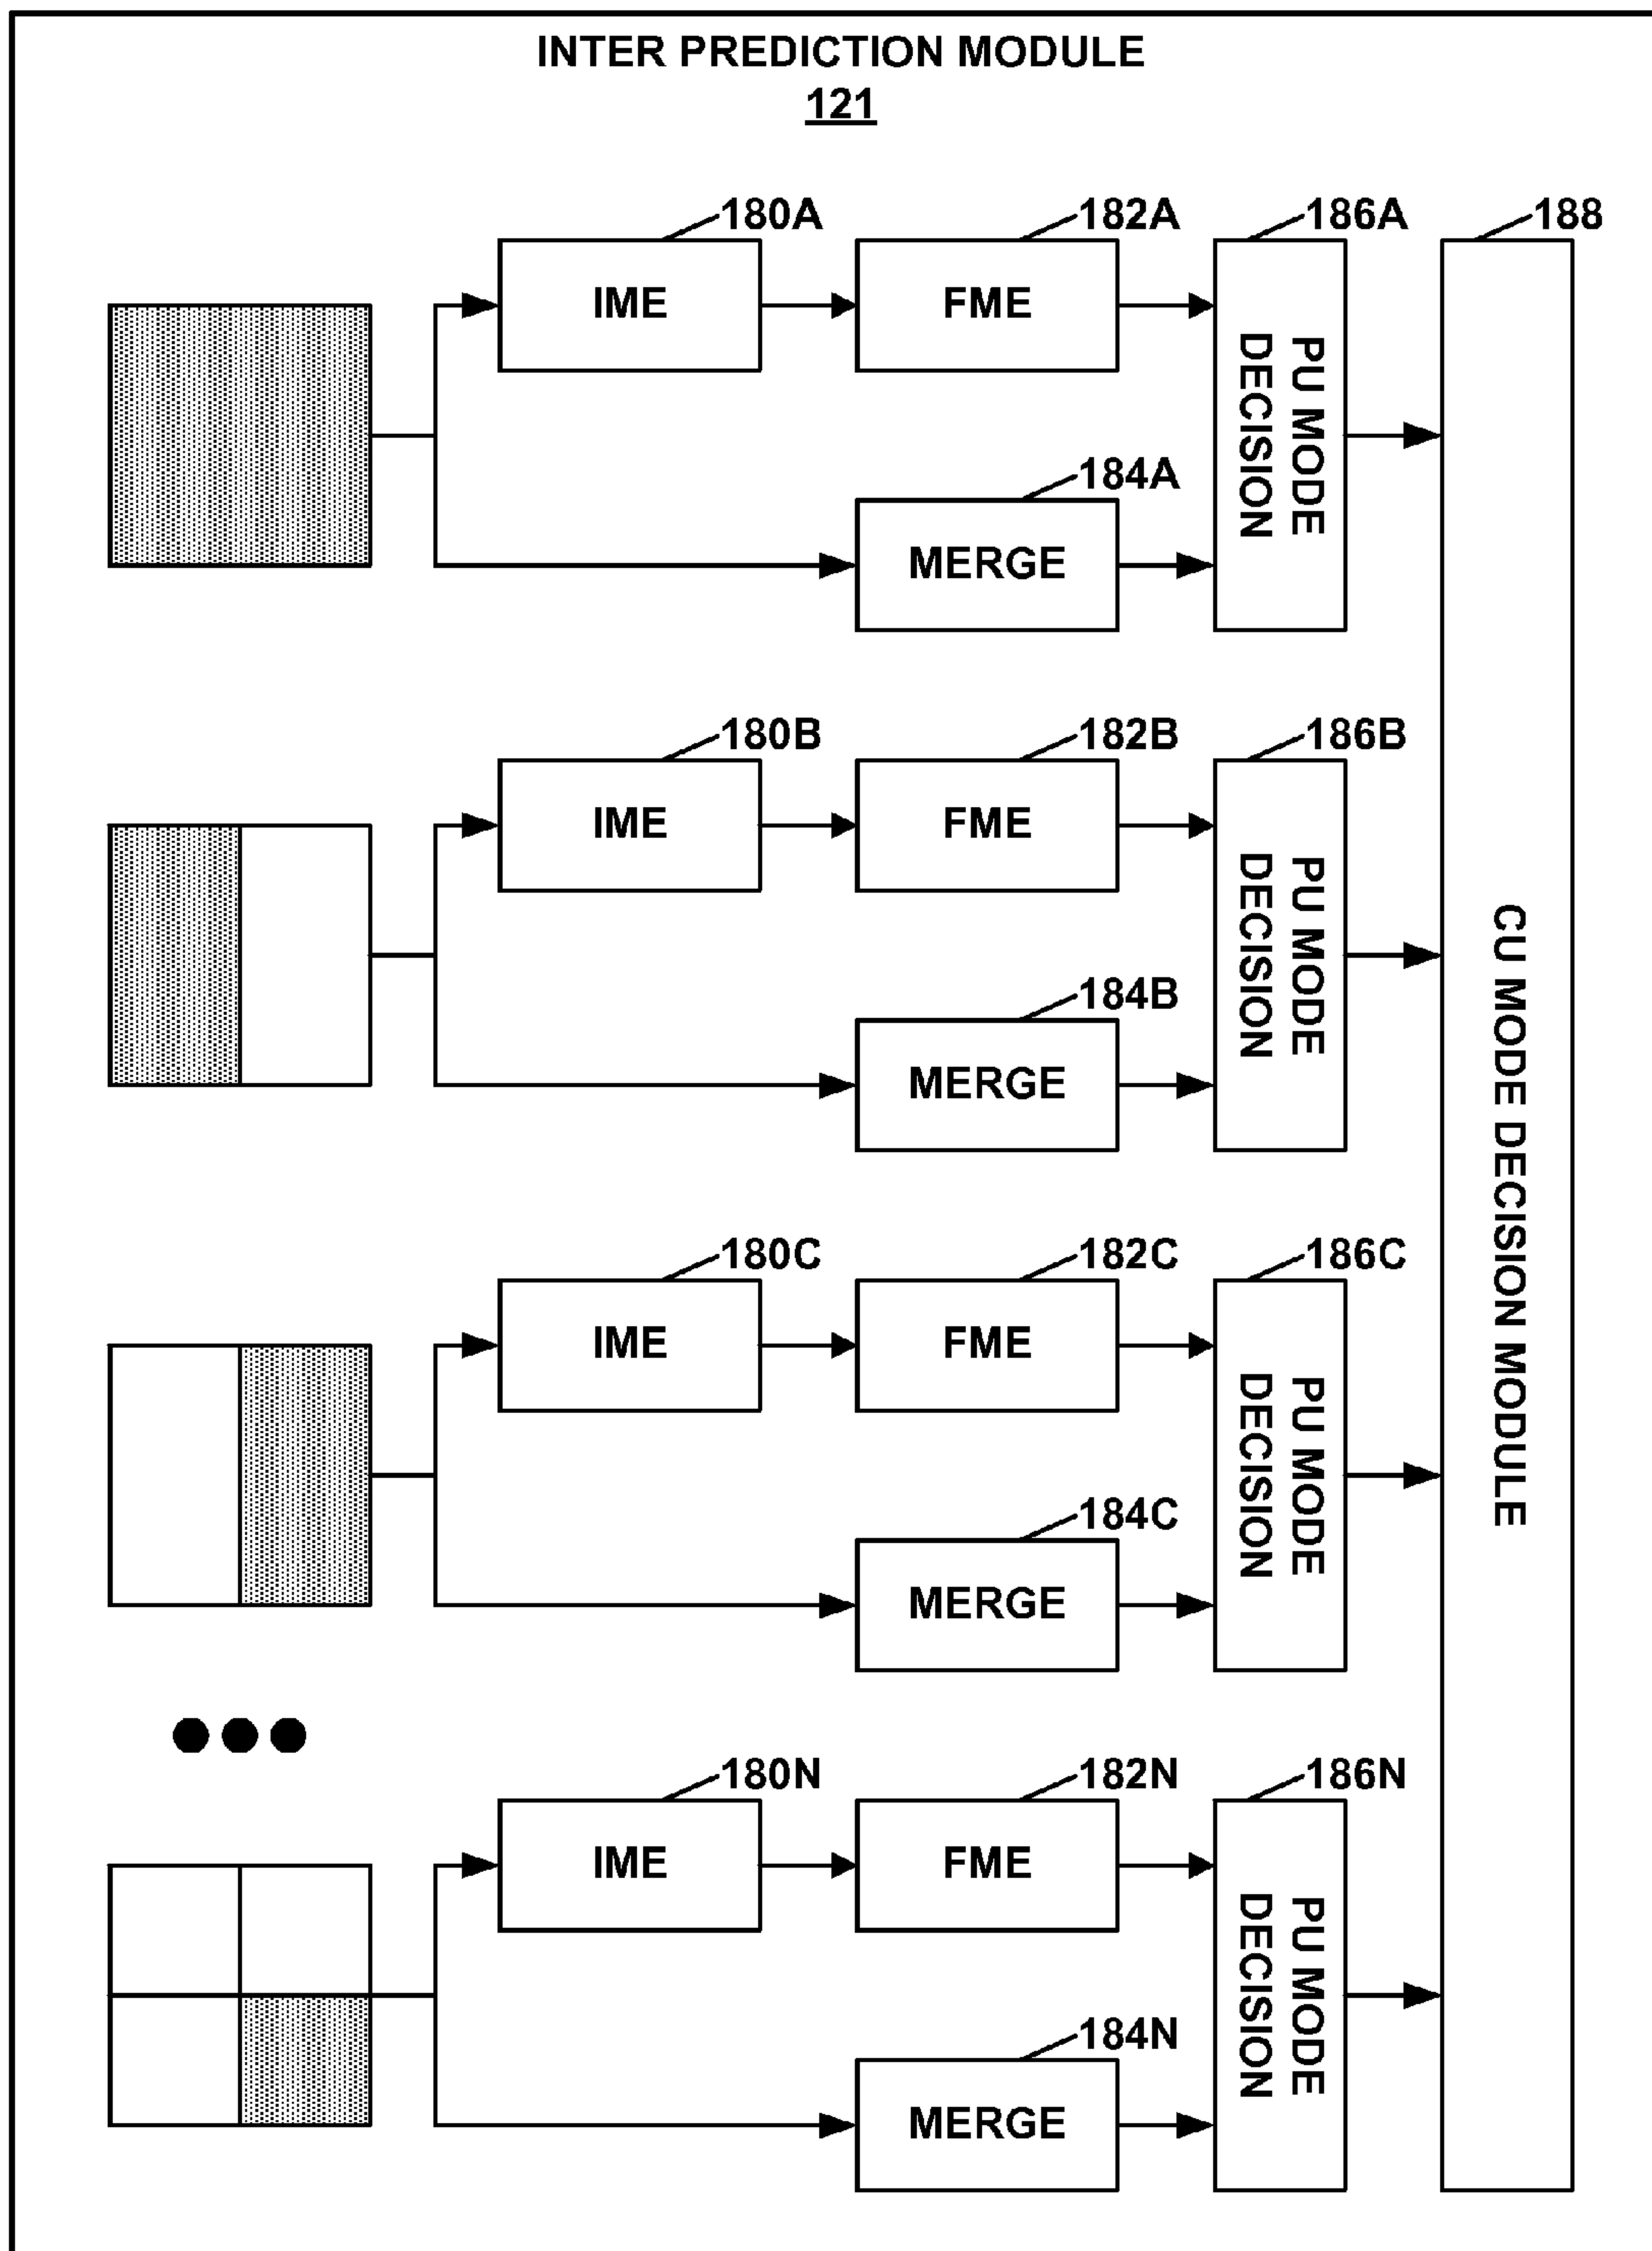 INTER PREDICTION MODULE
121
180A
182A
186A
188
IME
FME
PU MODE
DECISION
184A
MERGE
180B
182B
186B
IME
FME
PU MODE
DECISION
184B
MERGE
CU MODE DECISION MODULE
180C
182C
186C
IME
FME
PU MODE
DECISION
184C
MERGE
180N
182N
186N
IME
FME
PU MODE
DECISION
184N
MERGE